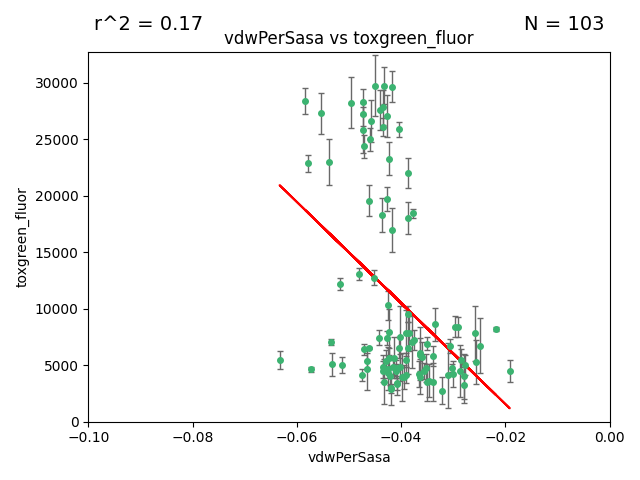 r^2 = 0.17
N = 103
vdwPerSasa vs toxgreen_fluor
toxgreen_fluor
30000
25000
20000
15000
10000
5000
0
−0.10
−0.08
−0.06
−0.04
−0.02
0.00
vdwPerSasa